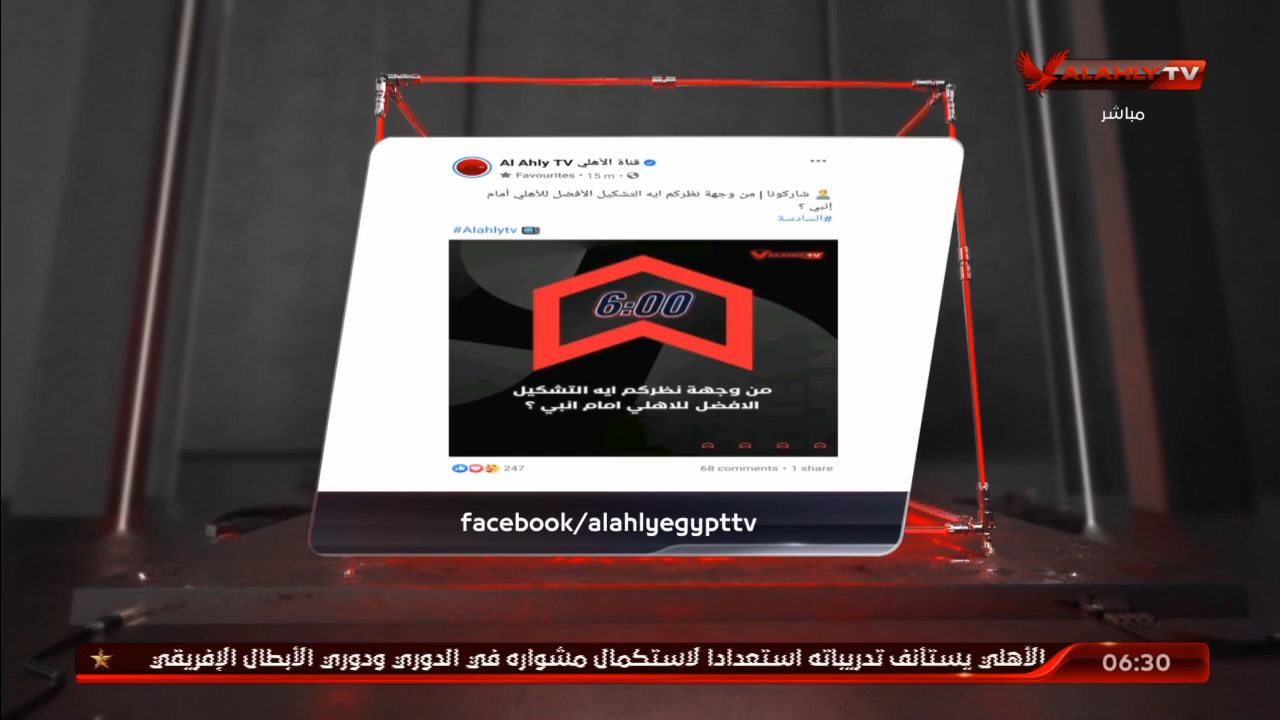 ALAHLY TV
مباشر
Al Ahly TV قناة الأهلي
Favourites · 15 m ·
شاركونا | من وجهة نظركم ايه التشكيل الأفضل للأهلي أمام
إنبي ؟
#السادسة
#Alahlytv
ALAHLY TV
6:00
من وجهة نظركم ايه التشكيل
الافضل للاهلي امام انبي ؟
247
68 comments · 1 share
facebook/alahlyegypttv
الأهلي يستأنف تدريباته استعدادا لاستكمال مشواره في الدوري ودوري الأبطال الإفريقي
06:30